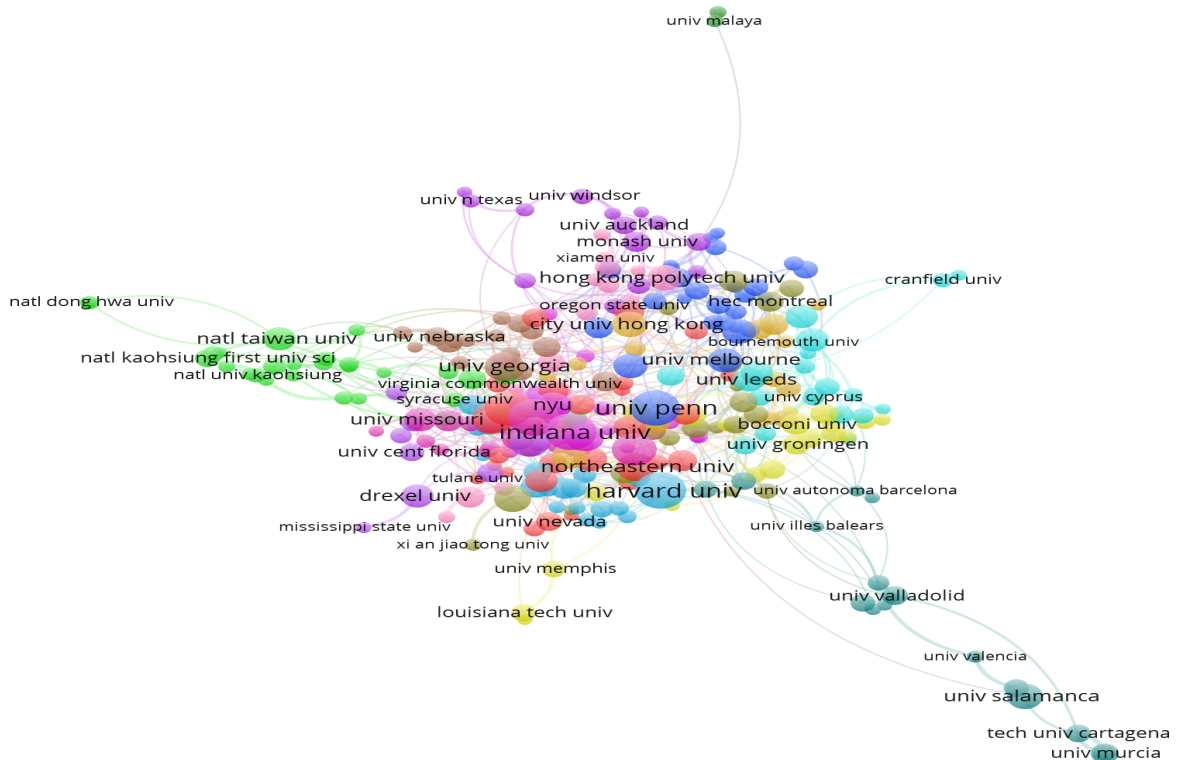 univ malaya
univ n texas
univ windsor
univ auckland
monash univ
xiamen univ
hong kong polytech univ
cranfield univ
natl dong hwa univ
oregon state univ
hec montreal
city univ hong kong
natl taiwan univ
univ nebraska
bournemouth univ
natl kaohsiung first univ sci
univ melbourne
univ georgia
natl univ kaohsiung
univ leeds
virginia commonwealth univ
syracuse univ
univ cyprus
nyu
univ penn
univ missouri
bocconi univ
indiana univ
univ groningen
univ cent florida
northeastern univ
tulane univ
drexel univ
harvard univ
univ autonoma barcelona
univ nevada
mississippi state univ
univ illes balears
xi an jiao tong univ
univ memphis
univ valladolid
louisiana tech univ
univ valencia
univ salamanca
tech univ cartagena
univ murcia